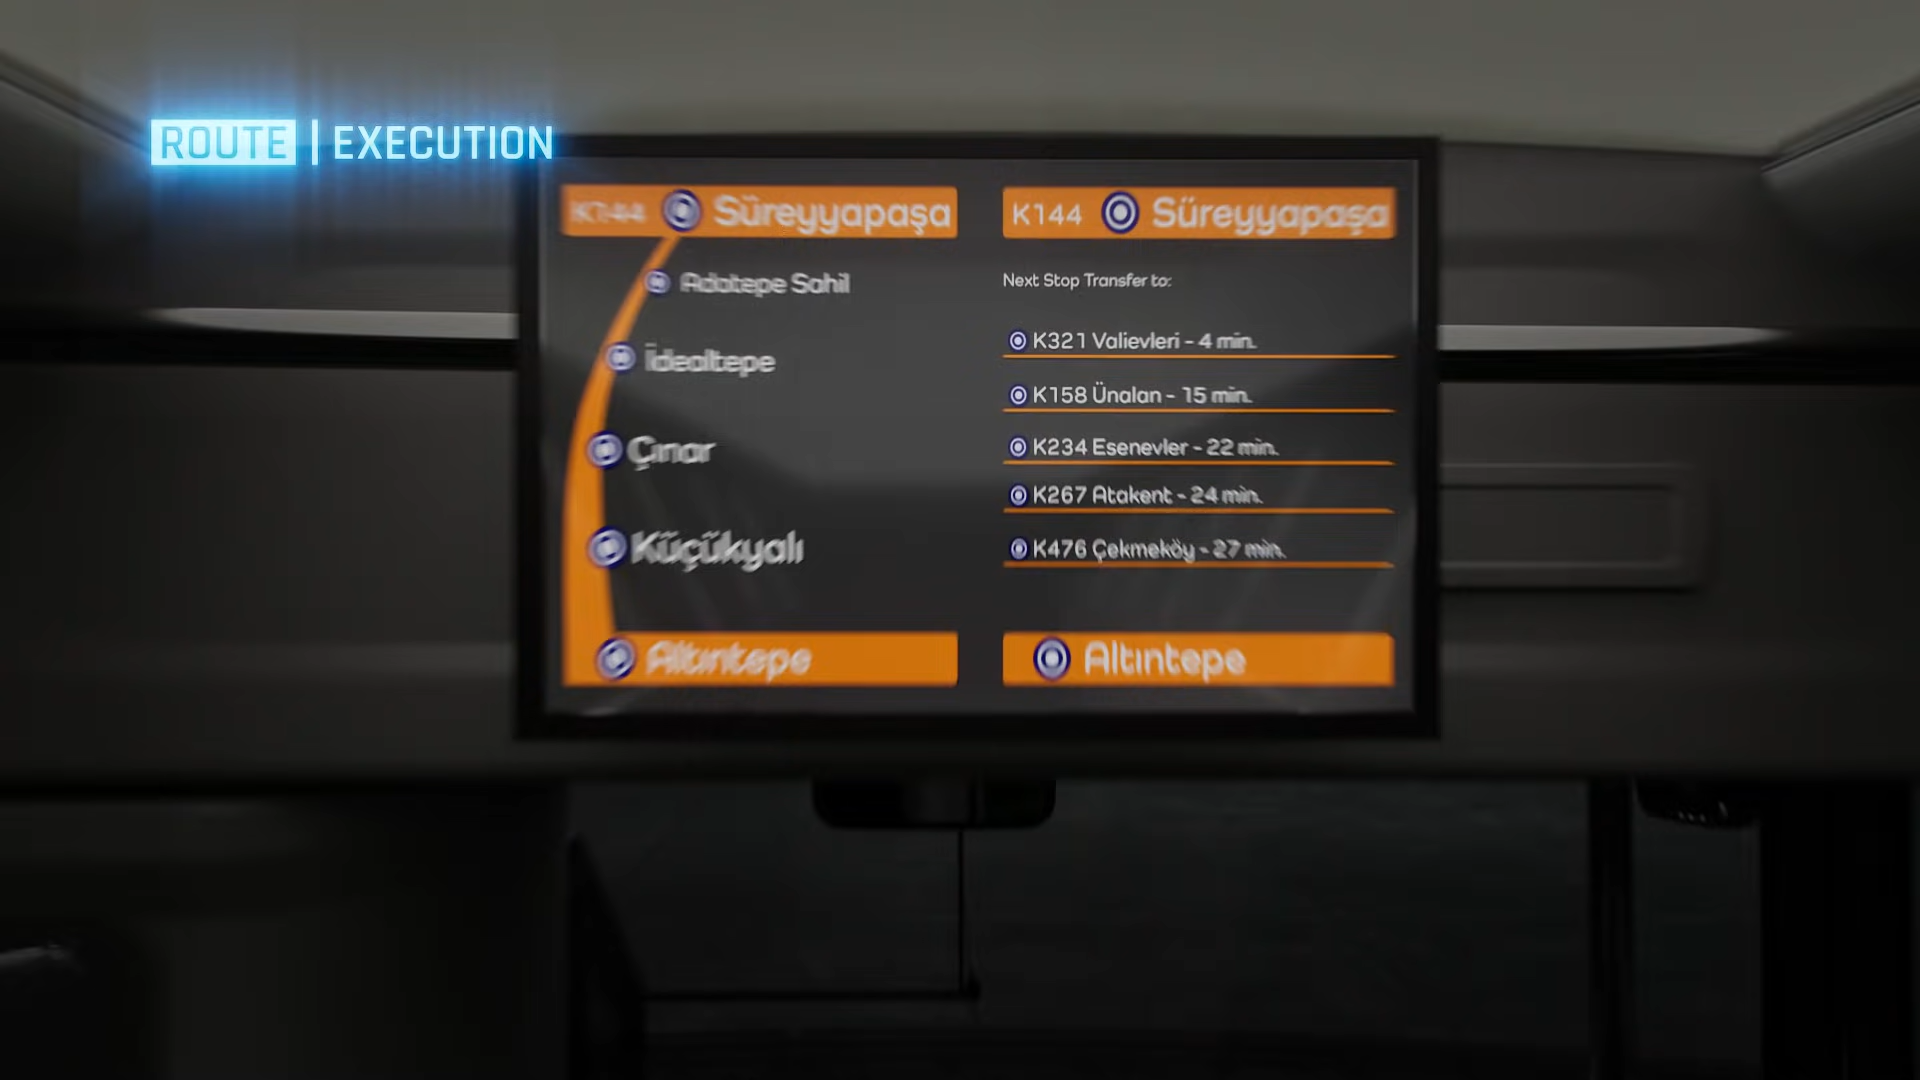 ROUTE | EXECUTION
K144 Süreyyapaşa
Adatepe Sahil
İdealtepe
Çınar
Küçükyalı
Altıntepe
K144 Süreyyapaşa
Next Stop Transfer to:
K321 Valievleri - 4 min.
K158 Ünalan - 15 min.
K234 Esenevler - 22 min.
K267 Atakent - 24 min.
K476 Çekmeköy - 27 min.
Altıntepe